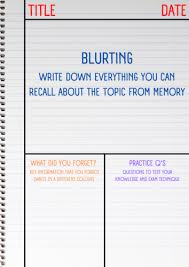 TITLE DATE
BLURTING
WRITE DOWN EVERYTHING YOU CAN
RECALL ABOUT THE TOPIC FROM MEMORY
WHAT DID YOU FORGET?
KEY INFORMATION THAT YOU FORGOT
GOES IN A DIFFERENT COLOUR
PRACTICE Q'S:
QUESTIONS TO TEST YOUR
KNOWLEDGE AND EXAM TECHNIQUE